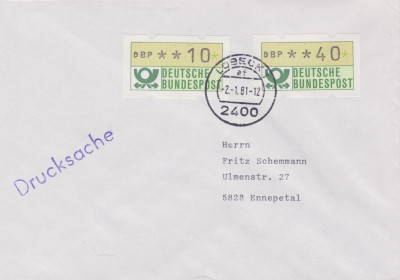 DBP **10
DEUTSCHE
BUNDESPOST
DBP **40
DEUTSCHE
BUNDESPOST
LÜBECK
-2.-1.81-12
2400
Drucksache
Herrn
Fritz Schemmann
Ulmenstr. 27
5828 Ennepetal